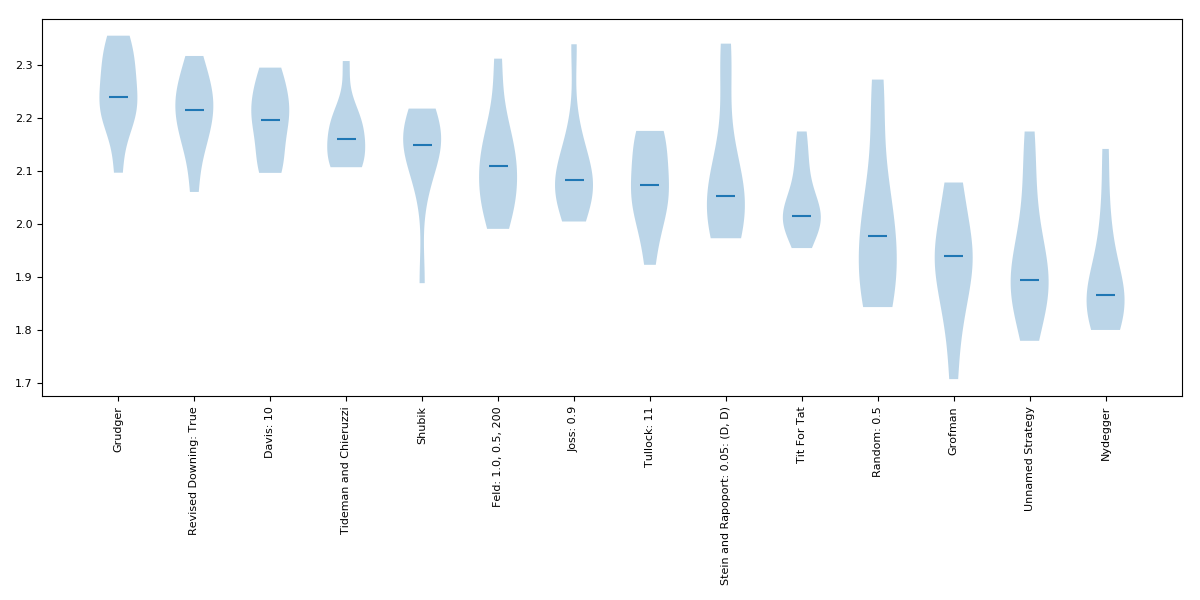 2.3
2.2
2.1
2.0
1.9
1.8
1.7
Grudger
Revised Downing: True
Davis: 10
Tideman and Chieruzzi
Shubik
Feld: 1.0, 0.5, 200
Joss: 0.9
Tullock: 11
Stein and Rapoport: 0.05: (D, D)
Tit For Tat
Random: 0.5
Grofman
Unnamed Strategy
Nydegger